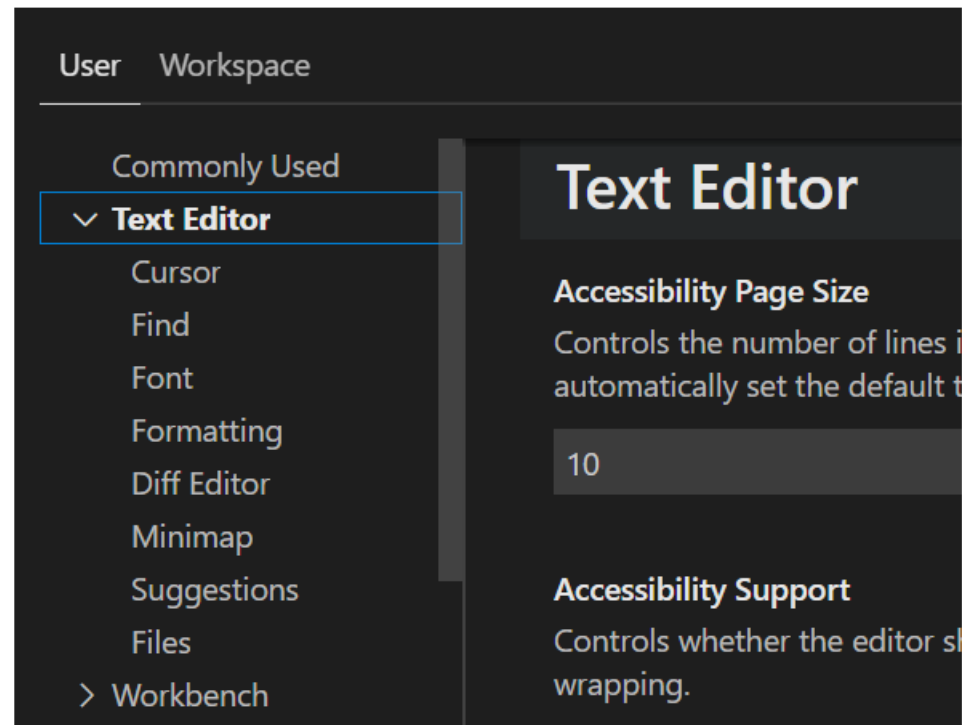 User Workspace
Commonly Used
Text Editor
Cursor
Find
Font
Formatting
Diff Editor
Minimap
Suggestions
Files
Workbench
Text Editor
Accessibility Page Size
Controls the number of lines
automatically set the default
10
Accessibility Support
Controls whether the editor
wrapping.